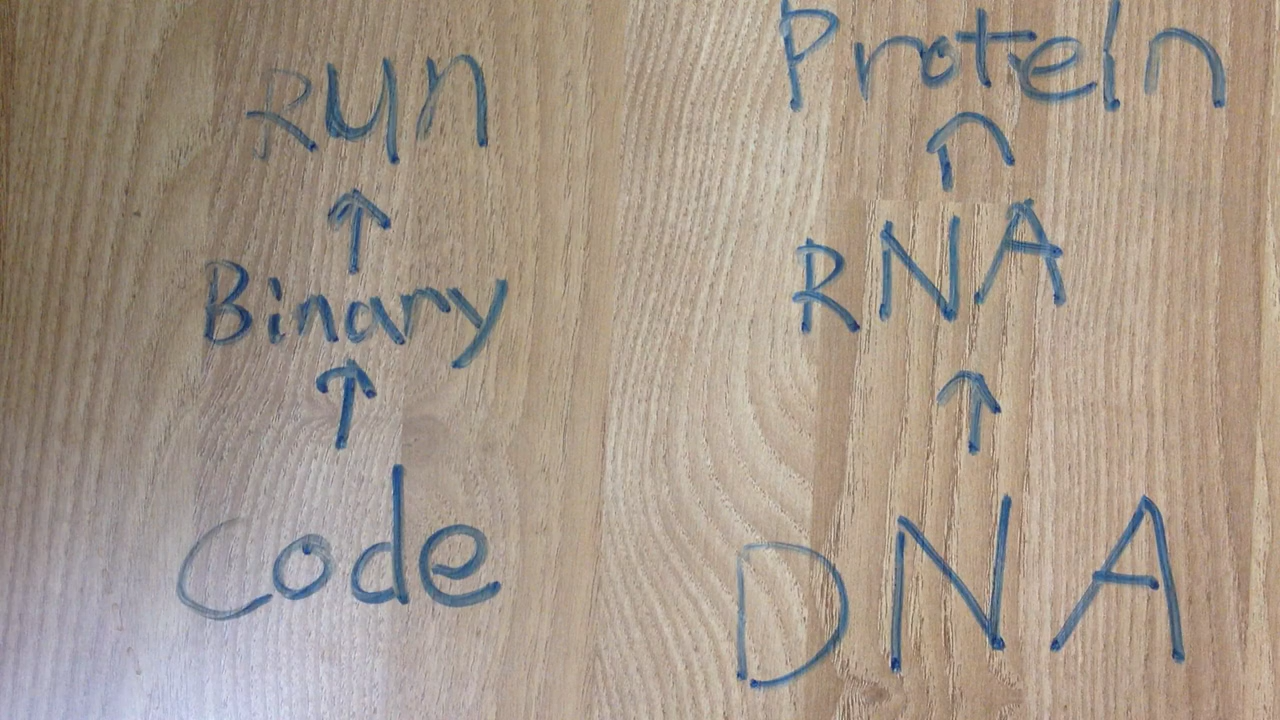 Run
↑
Binary
↑
Code
Protein
↑
RNA
↑
DNA